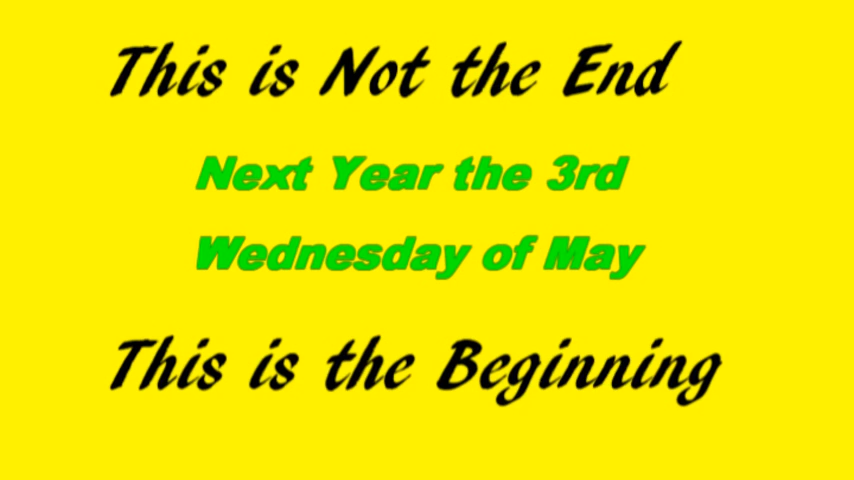 This is Not the End
Next Year the 3rd
Wednesday of May
This is the Beginning